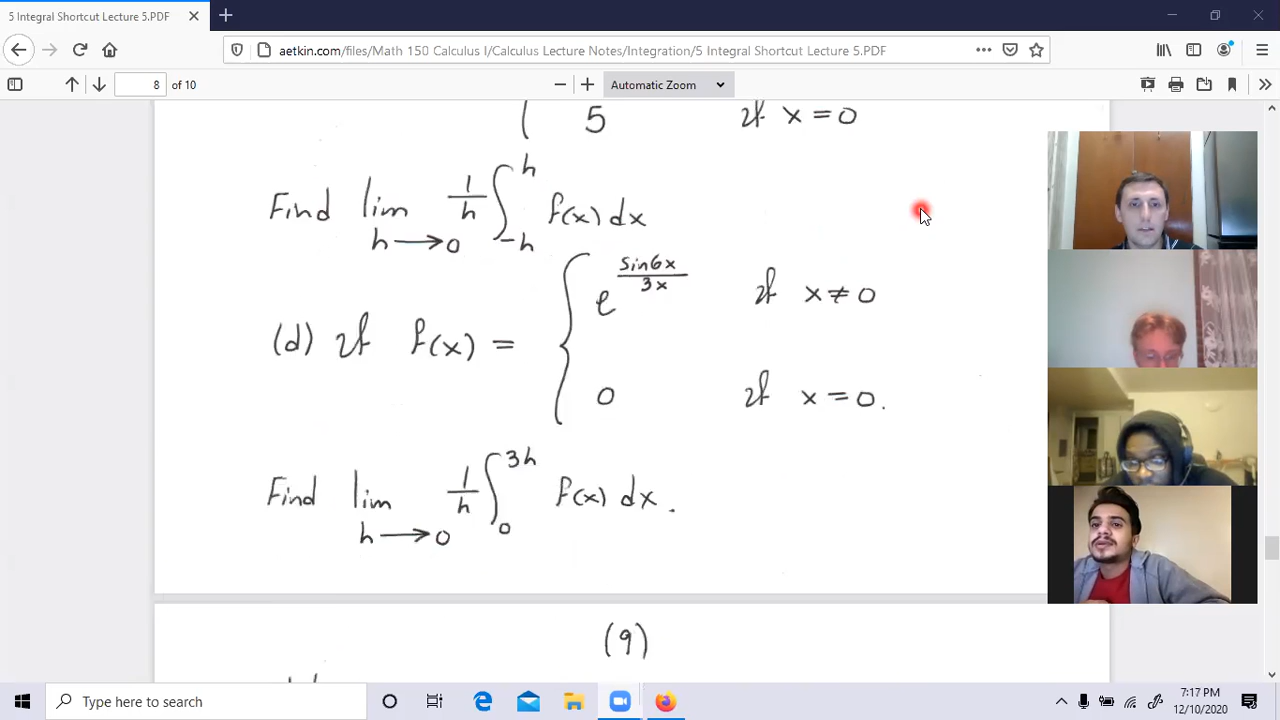 5 Integral Shortcut Lecture 5.PDF
aetkin.com/files/Math 150 Calculus I/Calculus Lecture Notes/Integration/5 Integral Shortcut Lecture 5.PDF
8 of 10
Automatic Zoom
5 If x = 0
Find lim h → 0 1/h ∫_{-h}^{h} f(x) dx
(d) If f(x) = { e^{sin6x/3x} If x ≠ 0
0 If x = 0.
Find lim h → 0 1/h ∫_0^{3h} f(x) dx.
(9)
Type here to search
7:17 PM
12/10/2020